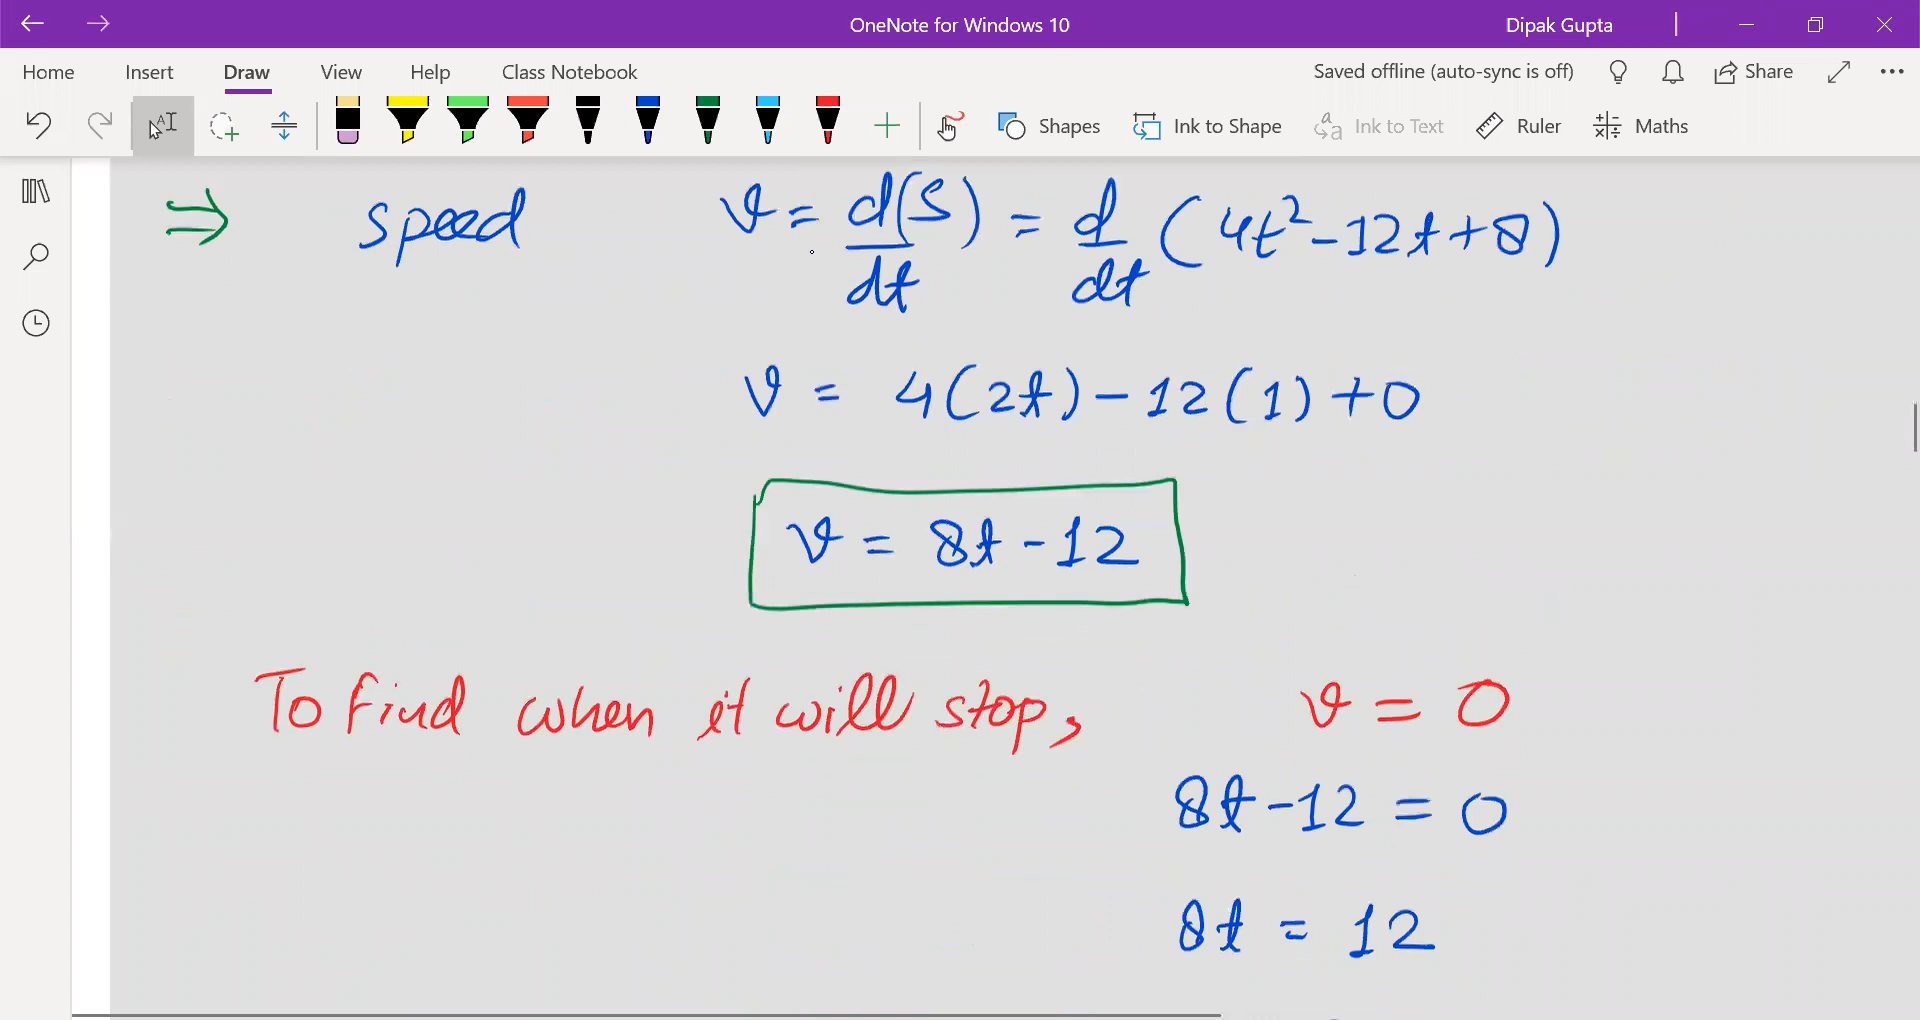 OneNote for Windows 10 Dipak Gupta
Home Insert Draw View Help Class Notebook Saved offline (auto-sync is off) Share
Shapes Ink to Shape Ink to Text Ruler Maths
⇒ speed v = d(S)/dt = d/dt (4t² - 12t + 8)
v = 4(2t) - 12(1) + 0
v = 8t - 12
To find when it will stop, v = 0
8t - 12 = 0
8t = 12